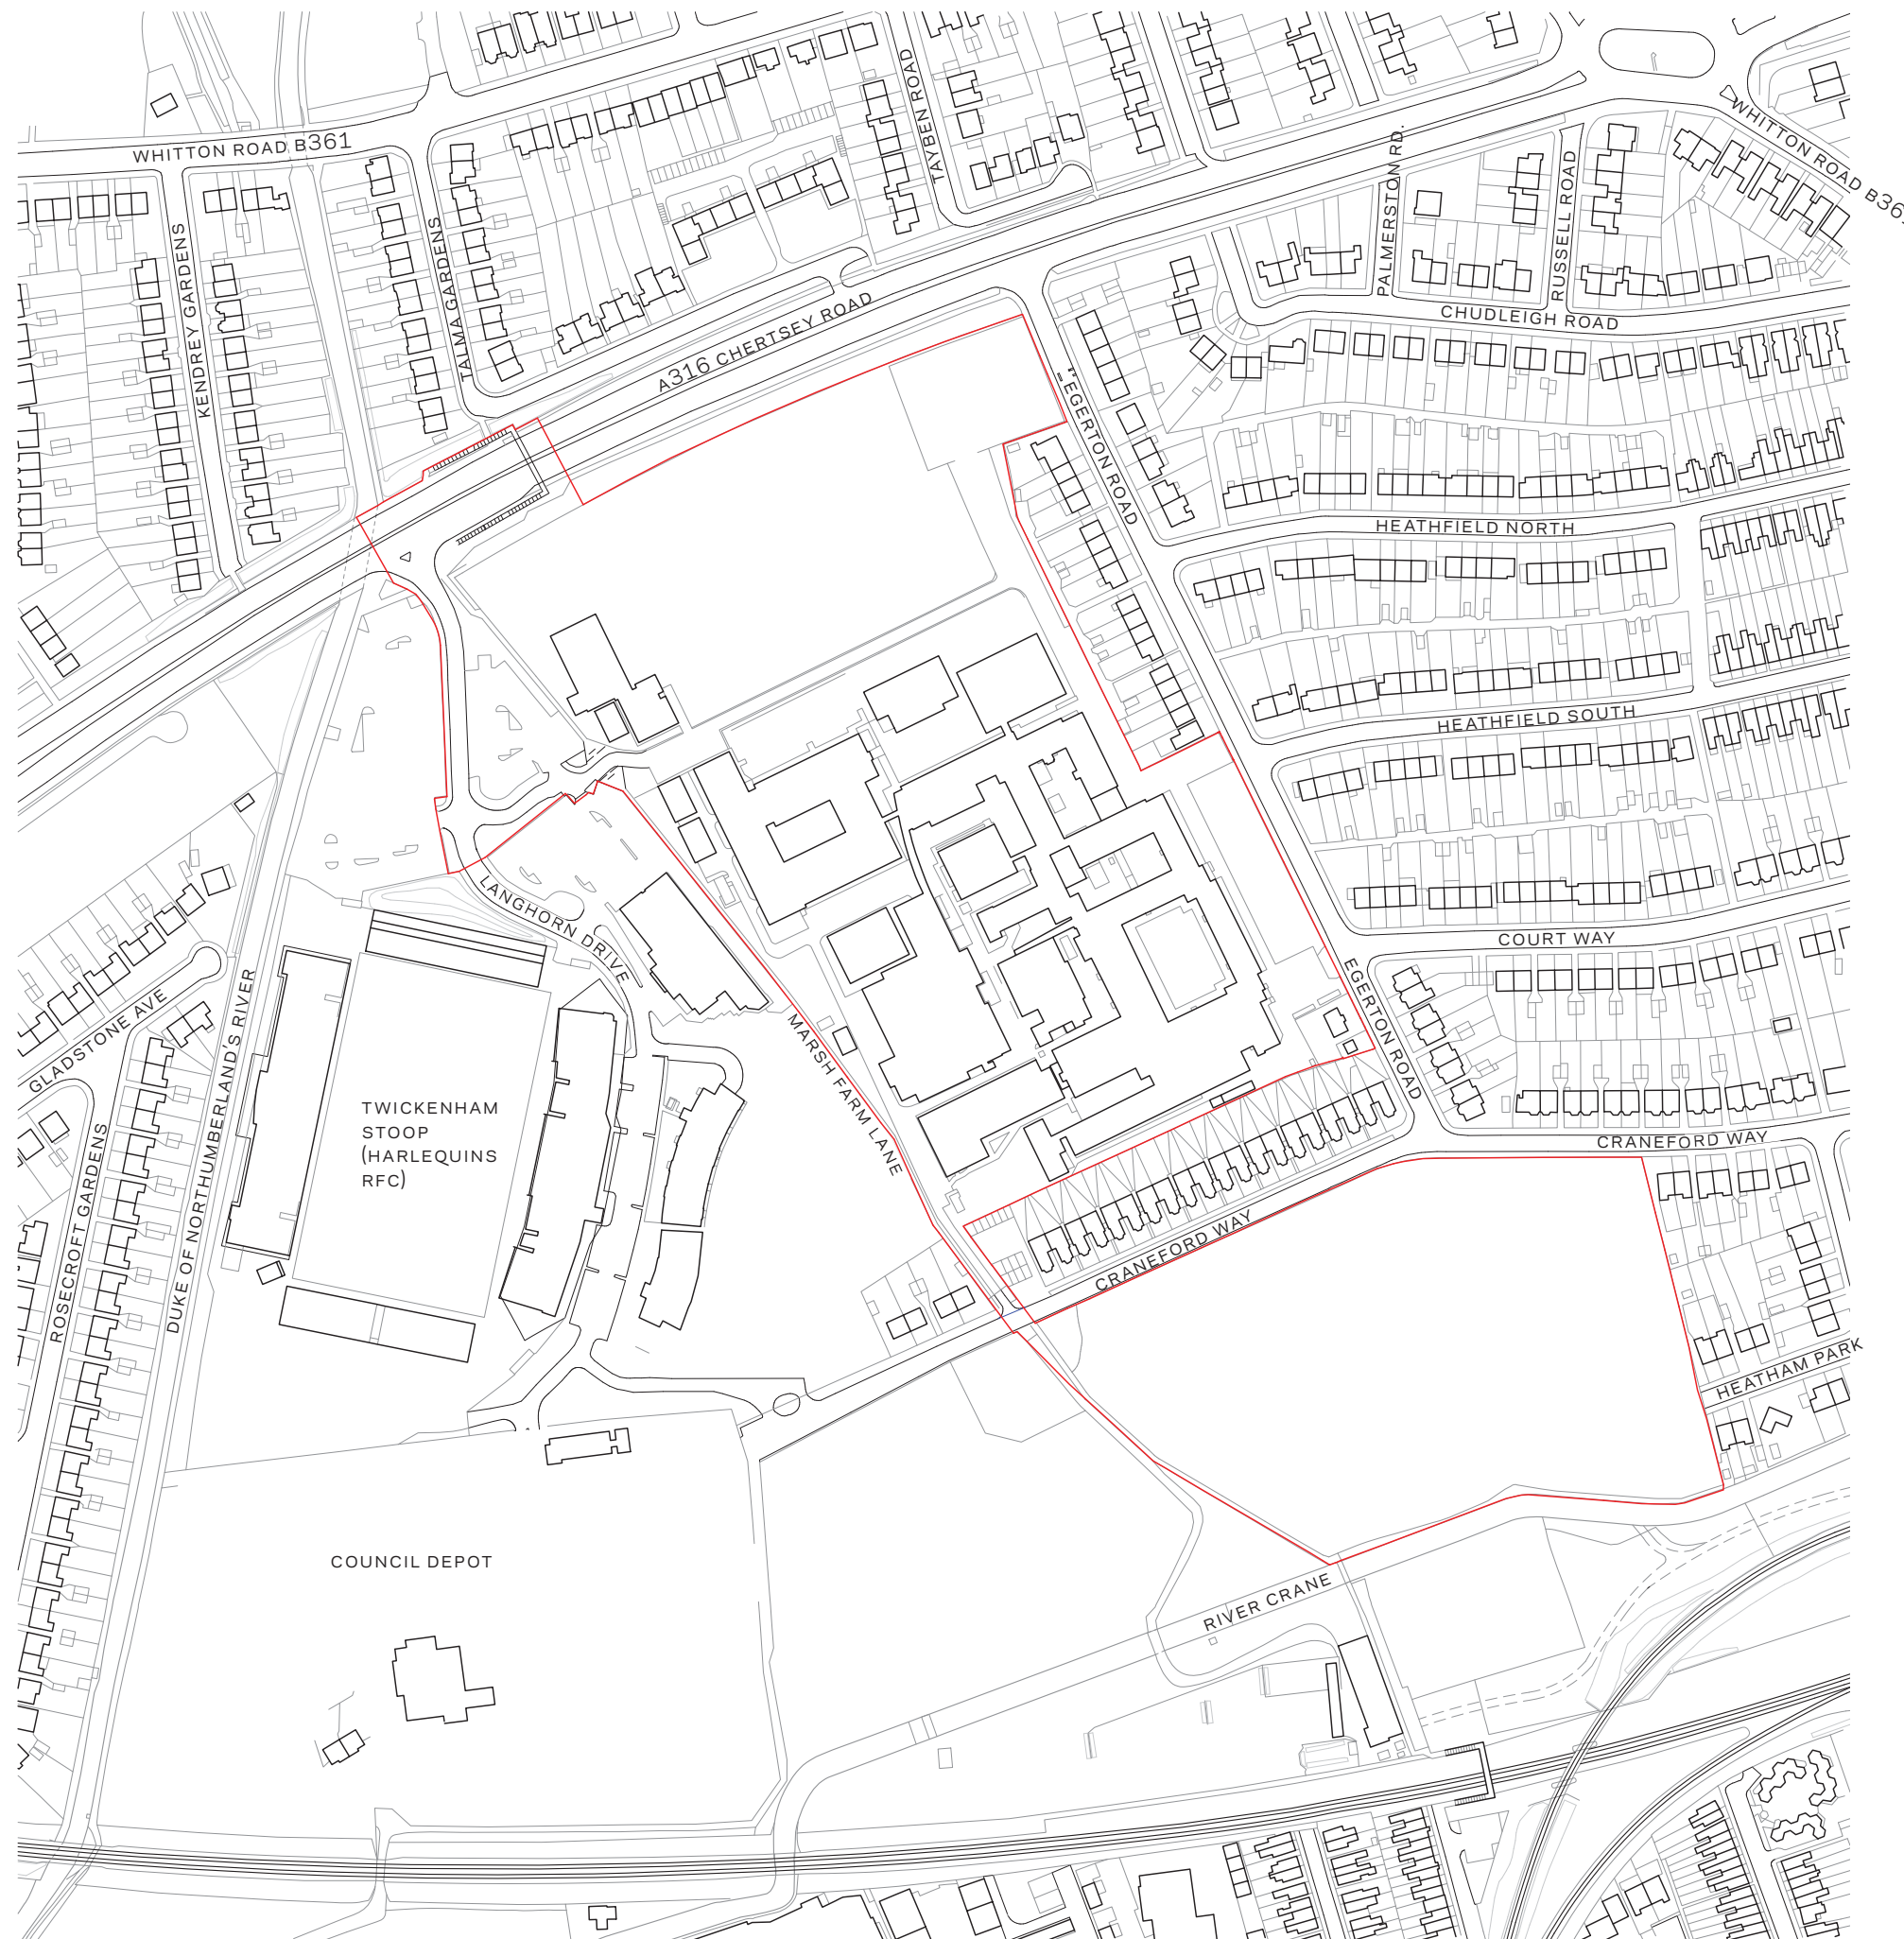 WHITTON ROAD B361
TAYBEN ROAD
WHITTON ROAD B36
PALMERSTON RD.
RUSSELL ROAD
KENDREY GARDENS
TALMA GARDENS
A316 CHERTSEY ROAD
CHUDLEIGH ROAD
EGERTON ROAD
HEATHFIELD NORTH
HEATHFIELD SOUTH
LANGHORN DRIVE
COURT WAY
EGERTON ROAD
GLADSTONE AVE
DUKE OF NORTHUMBERLAND'S RIVER
MARSH FARM LANE
TWICKENHAM
STOOP
(HARLEQUINS
RFC)
CRANEFORD WAY
ROSECROFT GARDENS
CRANEFORD WAY
HEATHAM PARK
COUNCIL DEPOT
RIVER CRANE